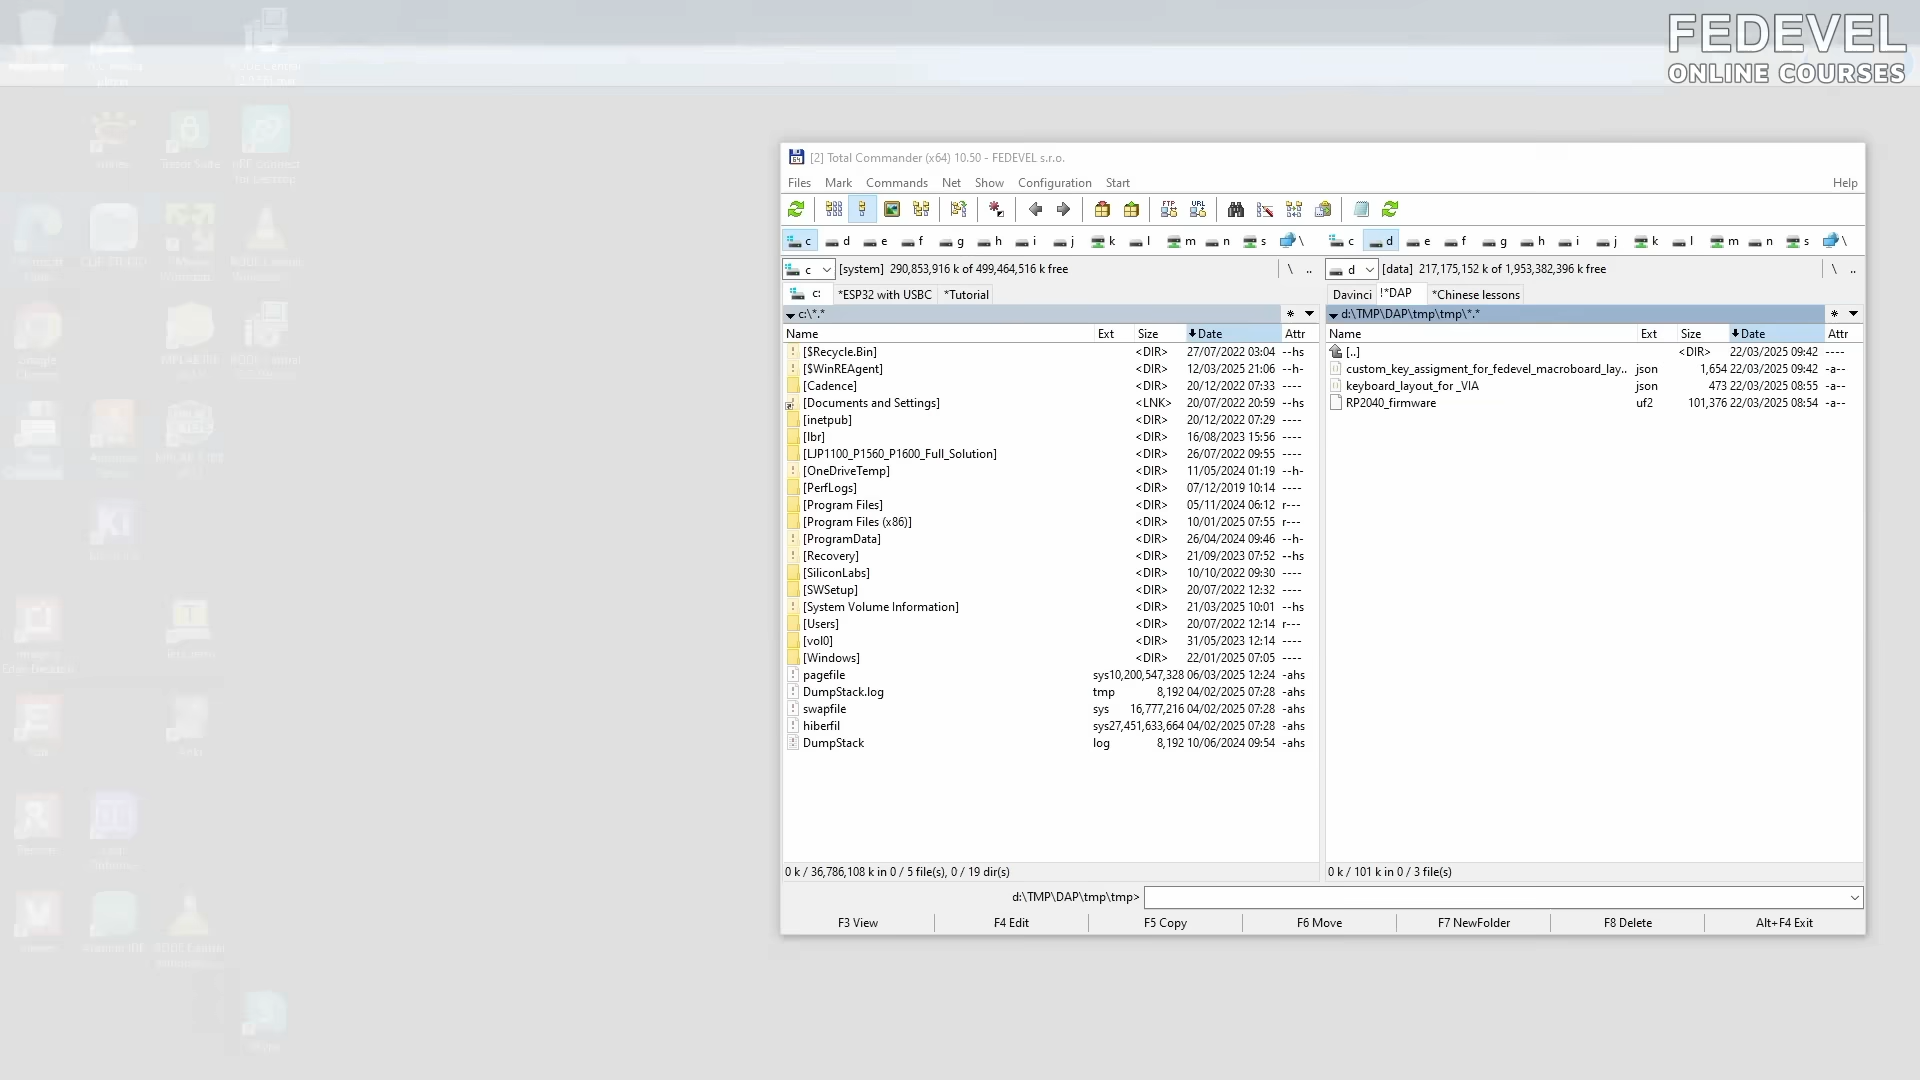 FEDEVEL
ONLINE COURSES
[2] Total Commander (x64) 10.50 - FEDEVEL s.r.o.
Files Mark Commands Net Show Configuration Start Help
FTP URL
c d e f g h i j k l m n s \ c d e f g h i j k l m n s \
c [system] 290,853,916 k of 499,464,516 k free \ .. d [data] 217,175,152 k of 1,953,382,396 k free \ ..
c: *ESP32 with USBC *Tutorial Davinci !*DAP *Chinese lessons
c:\*.* * d:\TMP\DAP\tmp\tmp\*.* *
Name Ext Size Date Attr Name Ext Size Date Attr
[$Recycle.Bin] <DIR> 27/07/2022 03:04 --hs [..] <DIR> 22/03/2025 09:42 ----
[$WinREAgent] <DIR> 12/03/2025 21:06 --h- custom_key_assigment_for_fedevel_macroboard_lay.. json 1,654 22/03/2025 09:42 -a--
[Cadence] <DIR> 20/12/2022 07:33 ---- keyboard_layout_for _VIA json 473 22/03/2025 08:55 -a--
[Documents and Settings] <LNK> 20/07/2022 20:59 --hs RP2040_firmware uf2 101,376 22/03/2025 08:54 -a--
[inetpub] <DIR> 20/12/2022 07:29 ----
[lbr] <DIR> 16/08/2023 15:56 ----
[LJP1100_P1560_P1600_Full_Solution] <DIR> 26/07/2022 09:55 ----
[OneDriveTemp] <DIR> 11/05/2024 01:19 --h-
[PerfLogs] <DIR> 07/12/2019 10:14 ----
[Program Files] <DIR> 05/11/2024 06:12 r---
[Program Files (x86)] <DIR> 10/01/2025 07:55 r---
[ProgramData] <DIR> 26/04/2024 09:46 --h-
[Recovery] <DIR> 21/09/2023 07:52 --hs
[SiliconLabs] <DIR> 10/10/2022 09:30 ----
[SWSetup] <DIR> 20/07/2022 12:32 ----
[System Volume Information] <DIR> 21/03/2025 10:01 --hs
[Users] <DIR> 20/07/2022 12:14 r---
[vol0] <DIR> 31/05/2023 12:14 ----
[Windows] <DIR> 22/01/2025 07:05 ----
pagefile sys 10,200,547,328 06/03/2025 12:24 -ahs
DumpStack.log tmp 8,192 04/02/2025 07:28 -ahs
swapfile sys 16,777,216 04/02/2025 07:28 -ahs
hiberfil sys 27,451,633,664 04/02/2025 07:28 -ahs
DumpStack log 8,192 10/06/2024 09:54 -ahs
0 k / 36,786,108 k in 0 / 5 file(s), 0 / 19 dir(s) 0 k / 101 k in 0 / 3 file(s)
d:\TMP\DAP\tmp\tmp>
F3 View F4 Edit F5 Copy F6 Move F7 NewFolder F8 Delete Alt+F4 Exit